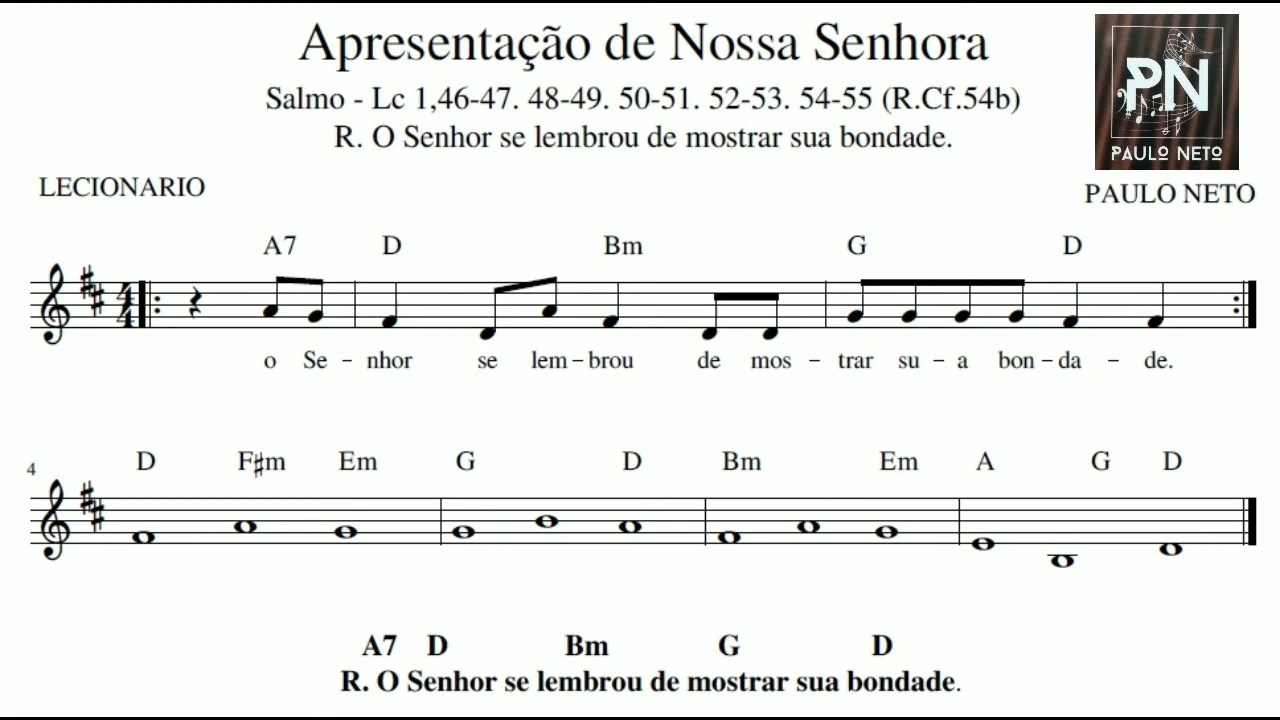 Apresentação de Nossa Senhora
Salmo - Lc 1,46-47. 48-49. 50-51. 52-53. 54-55 (R.Cf.54b)
R. O Senhor se lembrou de mostrar sua bondade.
PN
PAULO NETO
LECIONARIO
PAULO NETO
A7 D Bm G D
4
4
o Se – nhor se lem – brou de mos – trar su – a bon – da – de.
4
D F♯m Em G D Bm Em A G D
A7 D Bm G D
R. O Senhor se lembrou de mostrar sua bondade.